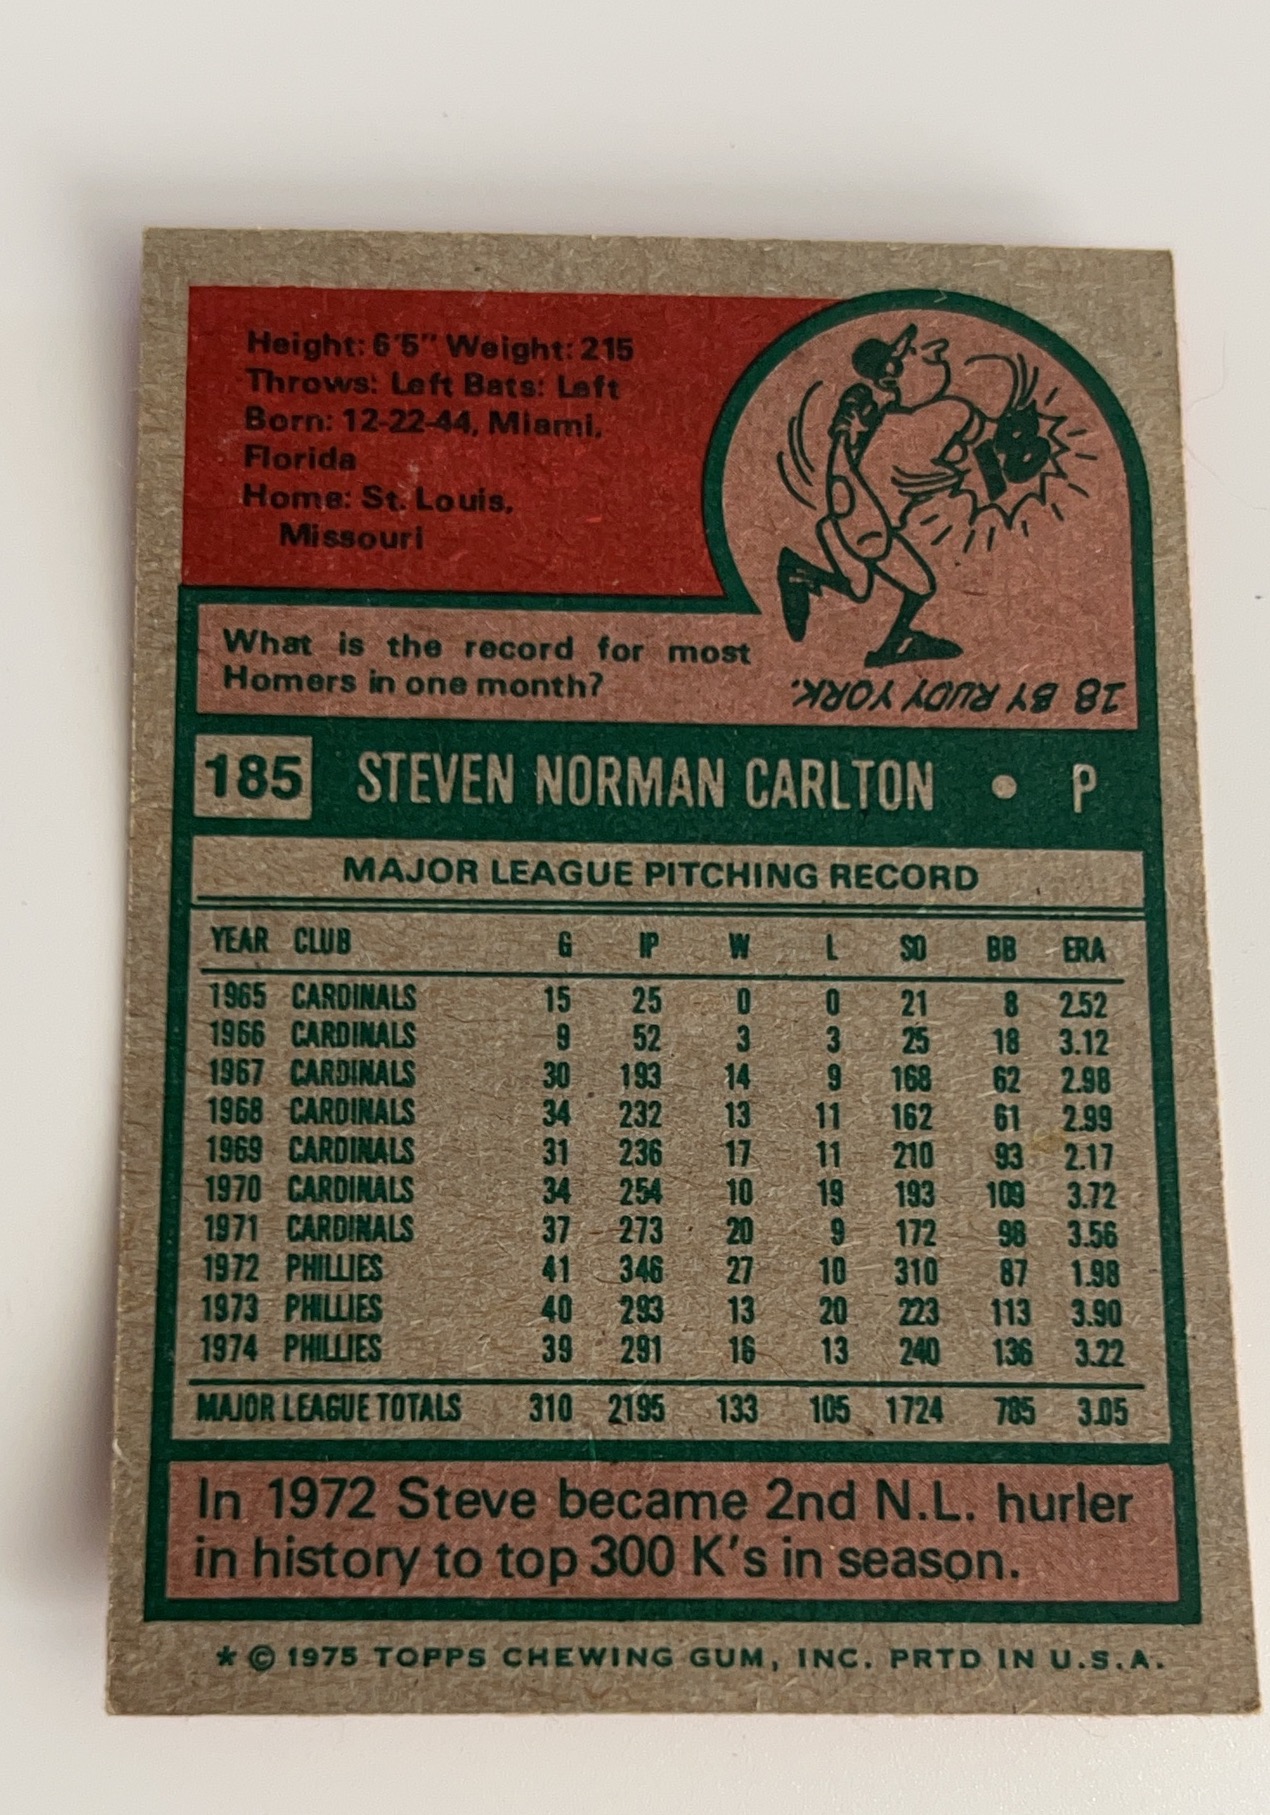 Height: 6'5" Weight: 215
Throws: Left Bats: Left
Born: 12-22-44, Miami,
Florida
Home: St. Louis,
Missouri
18
What is the record for most
Homers in one month?
18 BY RUDY YORK.
185 STEVEN NORMAN CARLTON • P
MAJOR LEAGUE PITCHING RECORD
YEAR CLUB G IP W L SO BB ERA
1965 CARDINALS 15 25 0 0 21 8 2.52
1966 CARDINALS 9 52 3 3 25 18 3.12
1967 CARDINALS 30 193 14 9 168 62 2.98
1968 CARDINALS 34 232 13 11 162 61 2.99
1969 CARDINALS 31 236 17 11 210 93 2.17
1970 CARDINALS 34 254 10 19 193 109 3.72
1971 CARDINALS 37 273 20 9 172 98 3.56
1972 PHILLIES 41 346 27 10 310 87 1.98
1973 PHILLIES 40 293 13 20 223 113 3.90
1974 PHILLIES 39 291 16 13 240 136 3.22
MAJOR LEAGUE TOTALS 310 2195 133 105 1724 785 3.05
In 1972 Steve became 2nd N.L. hurler
in history to top 300 K's in season.
* © 1975 TOPPS CHEWING GUM, INC. PRTD IN U.S.A.